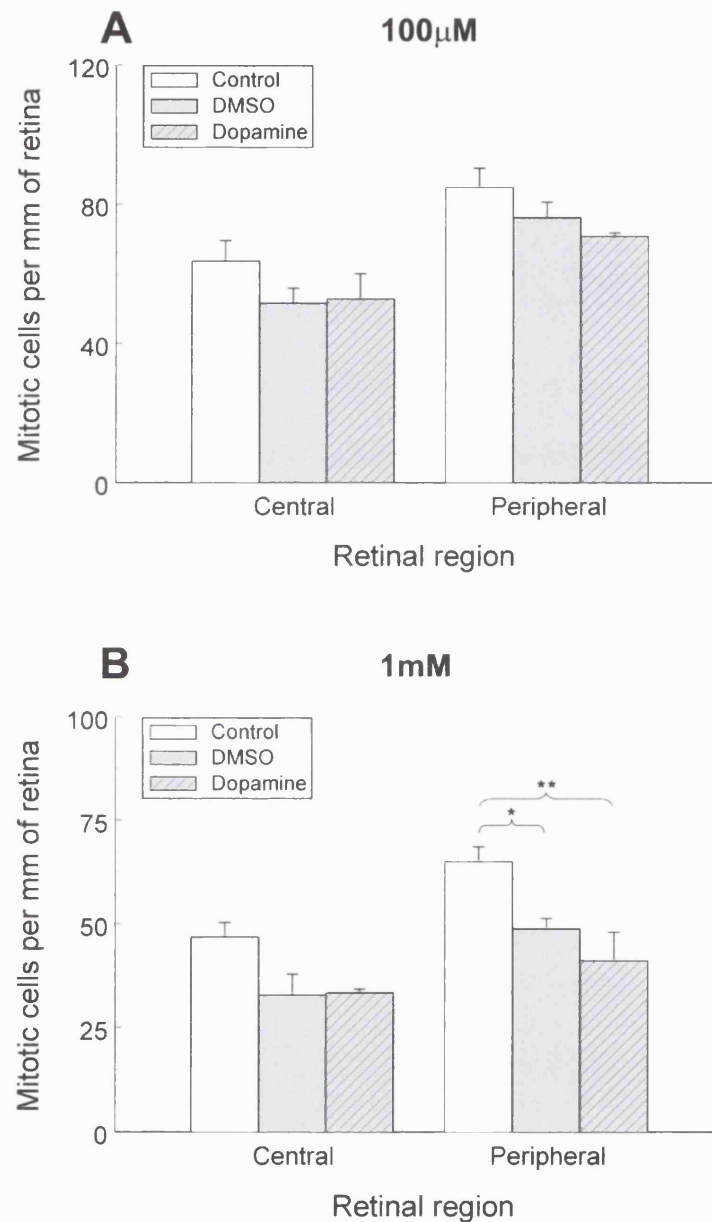 A
100μM
Mitotic cells per mm of retina
120
80
40
0
Control
DMSO
Dopamine
Central
Peripheral
Retinal region
B
1mM
Mitotic cells per mm of retina
100
75
50
25
0
Control
DMSO
Dopamine
*
**
Central
Peripheral
Retinal region